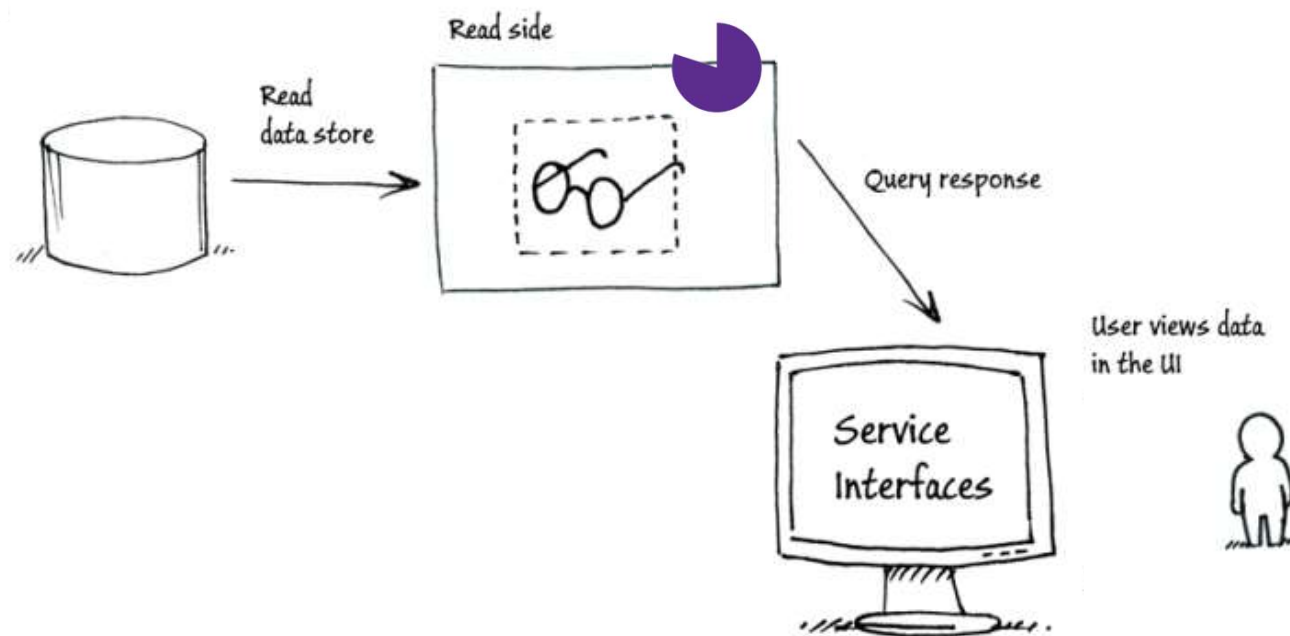 Read side
Read
data store
Query response
User views data
in the UI
Service
Interfaces